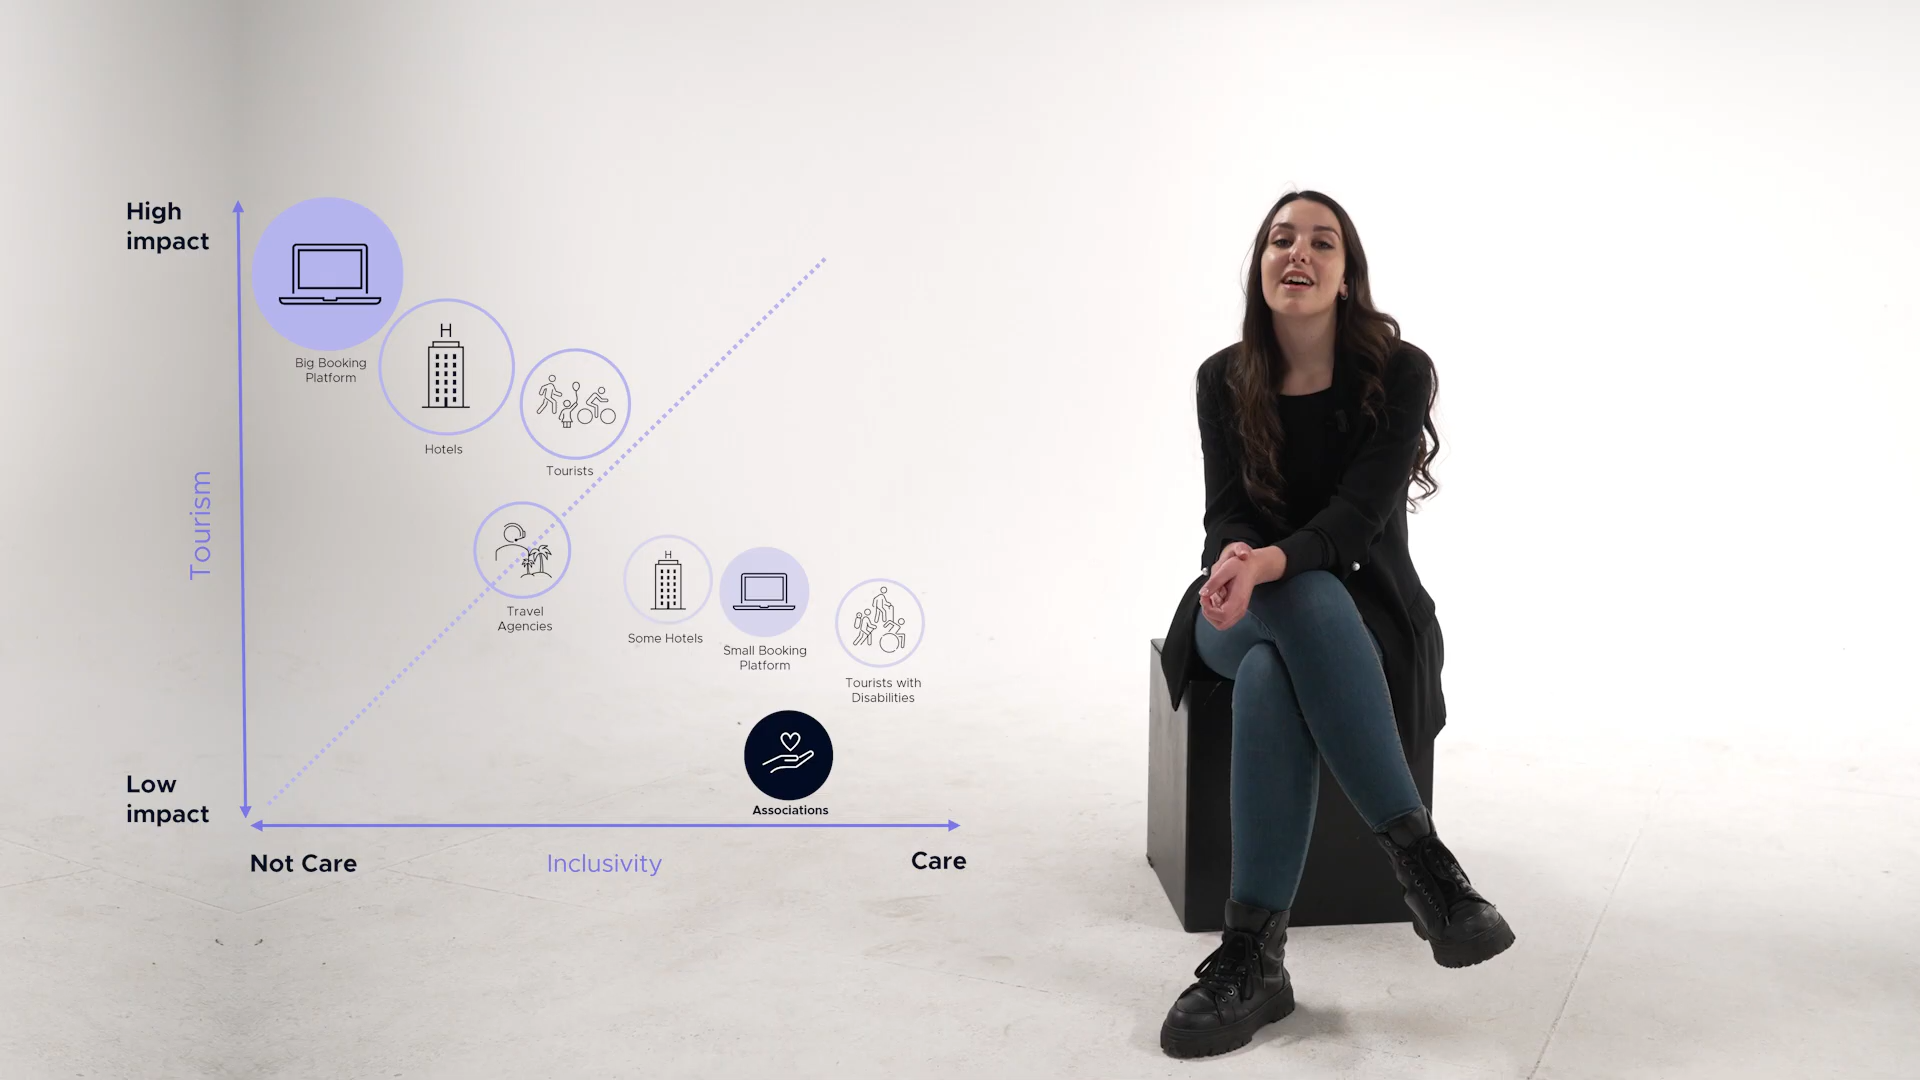 High
impact
Big Booking
Platform
H
Hotels
Tourists
Tourism
Travel
Agencies
H
Some Hotels
Small Booking
Platform
Tourists with
Disabilities
Low
impact
Associations
Not Care
Inclusivity
Care